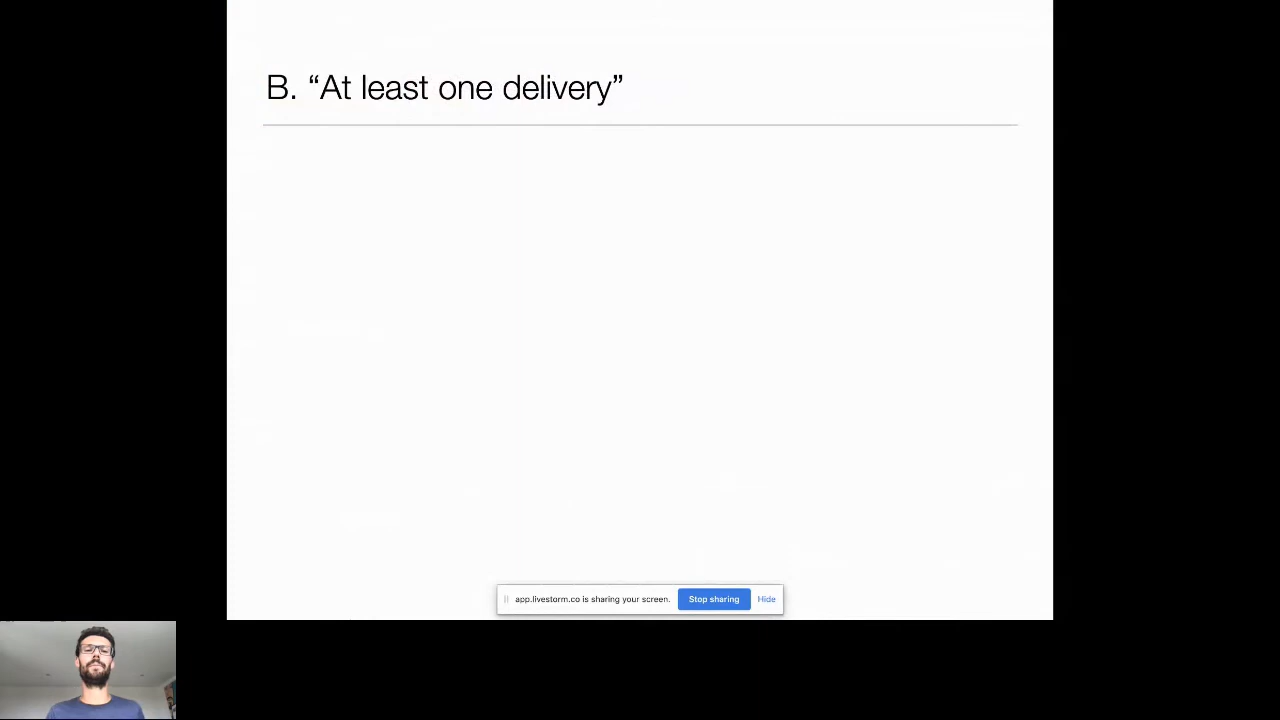 B. “At least one delivery”
app.livestorm.co is sharing your screen.
Stop sharing
Hide